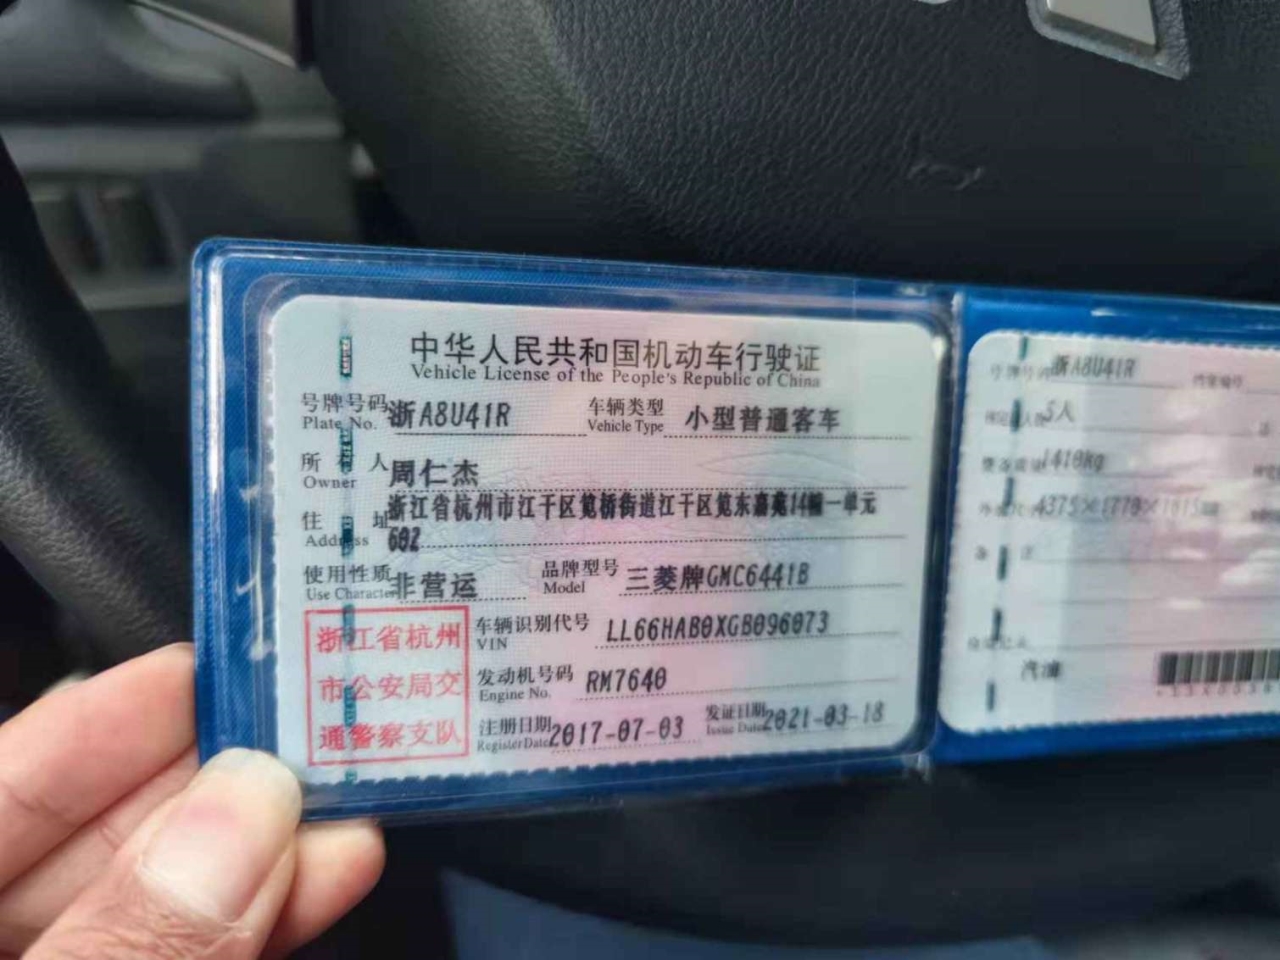 中华人民共和国机动车行驶证
Vehicle License of the People's Republic of China
号牌号码 浙A8U41R 车辆类型 小型普通客车
Plate No. Vehicle Type
所有人 周仁杰
Owner
住址 浙江省杭州市江干区笕桥街道江干区笕东嘉苑14幢一单元
Address 602
使用性质 非营运 品牌型号 三菱牌GMC6441B
Use Character Model
浙江省杭州
市公安局交
通警察支队
车辆识别代号 LL66HAB0XGB096073
VIN
发动机号码 RM7640
Engine No.
注册日期 2017-07-03 发证日期 2021-03-18
Register Date Issue Date
号牌号码 浙A8U41R
5人
整备质量 1410kg
汽油